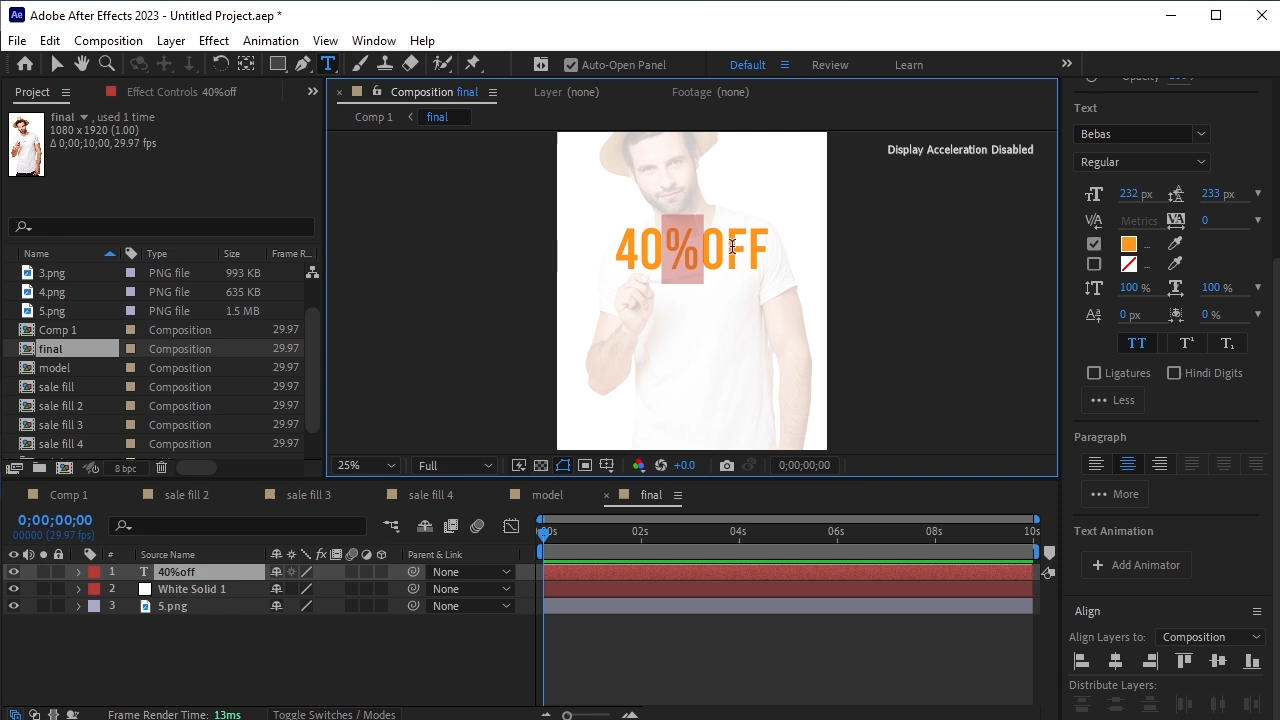 Ae Adobe After Effects 2023 - Untitled Project.aep *
File Edit Composition Layer Effect Animation View Window Help
T Auto-Open Panel Default Review Learn
Project Effect Controls 40%off
final , used 1 time
1080 x 1920 (1.00)
Δ 0;00;10;00, 29.97 fps
Name Type Size Frame R...
3.png PNG file 993 KB
4.png PNG file 635 KB
5.png PNG file 1.5 MB
Comp 1 Composition 29.97
final Composition 29.97
model Composition 29.97
sale fill Composition 29.97
sale fill 2 Composition 29.97
sale fill 3 Composition 29.97
sale fill 4 Composition 29.97
8 bpc
Composition final Layer (none) Footage (none)
Comp 1 final
Display Acceleration Disabled
40%OFF
25% Full +0.0 0;00;00;00
Opacity
Text
Bebas
Regular
232 px 233 px
Metrics 0
...
...
100 % 100 %
0 px 0 %
TT T¹ T₁
Ligatures Hindi Digits
••• Less
Paragraph
••• More
Text Animation
+ Add Animator
Align
Align Layers to: Composition
Distribute Layers:
Comp 1 sale fill 2 sale fill 3 sale fill 4 model final
0;00;00;00
00000 (29.97 fps)
02s 04s 06s 08s 10s
# Source Name fx Parent & Link
1 T 40%off None
2 White Solid 1 None
3 5.png None
Frame Render Time: 13ms Toggle Switches / Modes